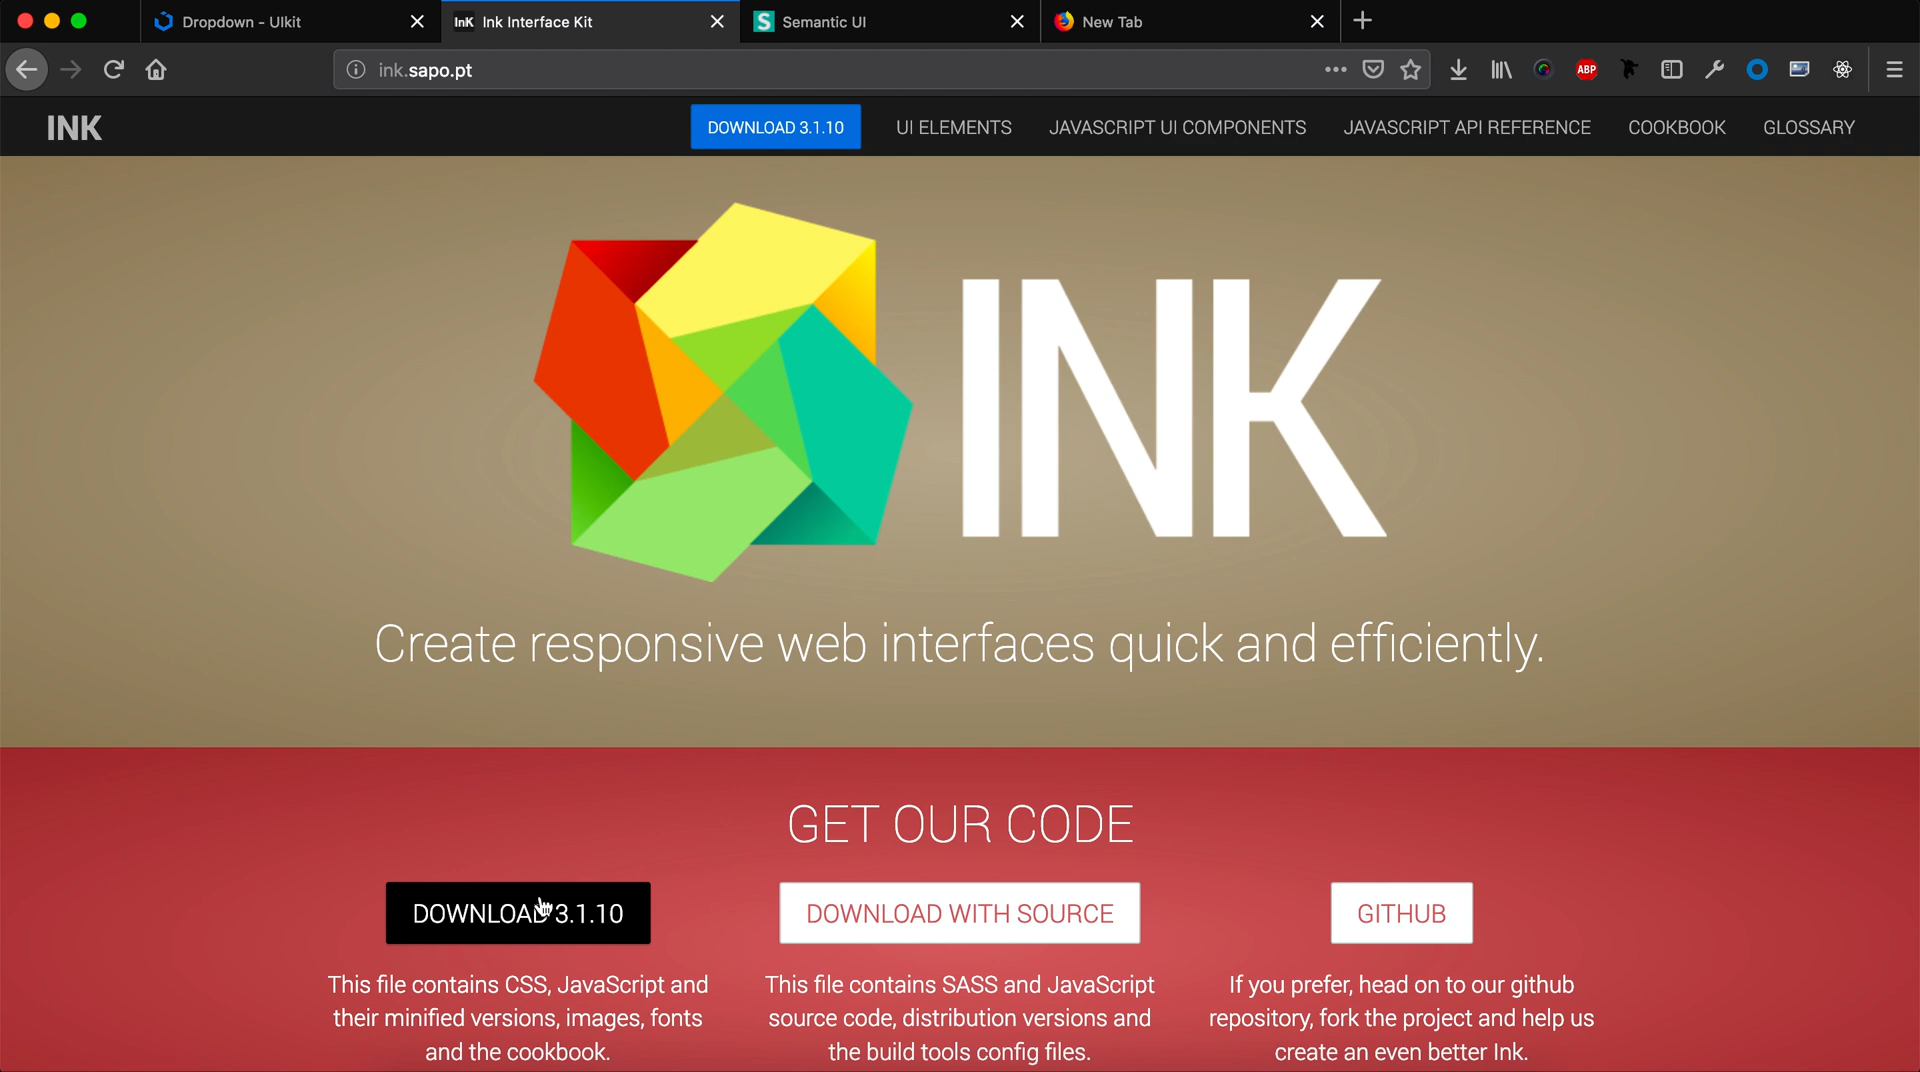 Dropdown - UIkit
InK Ink Interface Kit
S Semantic UI
New Tab
ink.sapo.pt
ABP
INK
DOWNLOAD 3.1.10
UI ELEMENTS
JAVASCRIPT UI COMPONENTS
JAVASCRIPT API REFERENCE
COOKBOOK
GLOSSARY
INK
Create responsive web interfaces quick and efficiently.
GET OUR CODE
DOWNLOAD 3.1.10
DOWNLOAD WITH SOURCE
GITHUB
This file contains CSS, JavaScript and
their minified versions, images, fonts
and the cookbook.
This file contains SASS and JavaScript
source code, distribution versions and
the build tools config files.
If you prefer, head on to our github
repository, fork the project and help us
create an even better Ink.